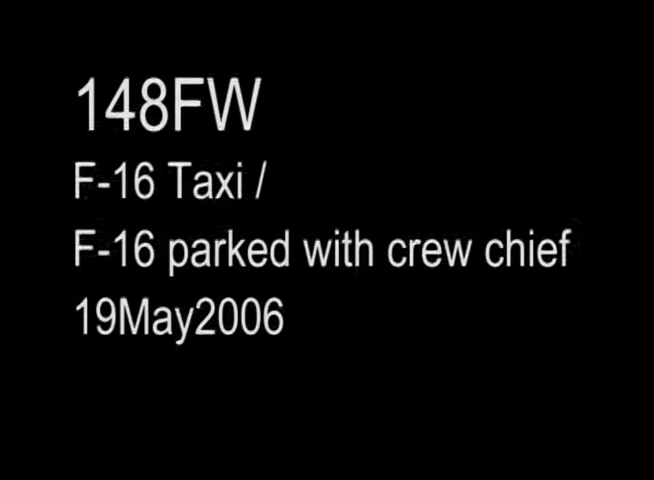 148FW
F-16 Taxi /
F-16 parked with crew chief
19May2006